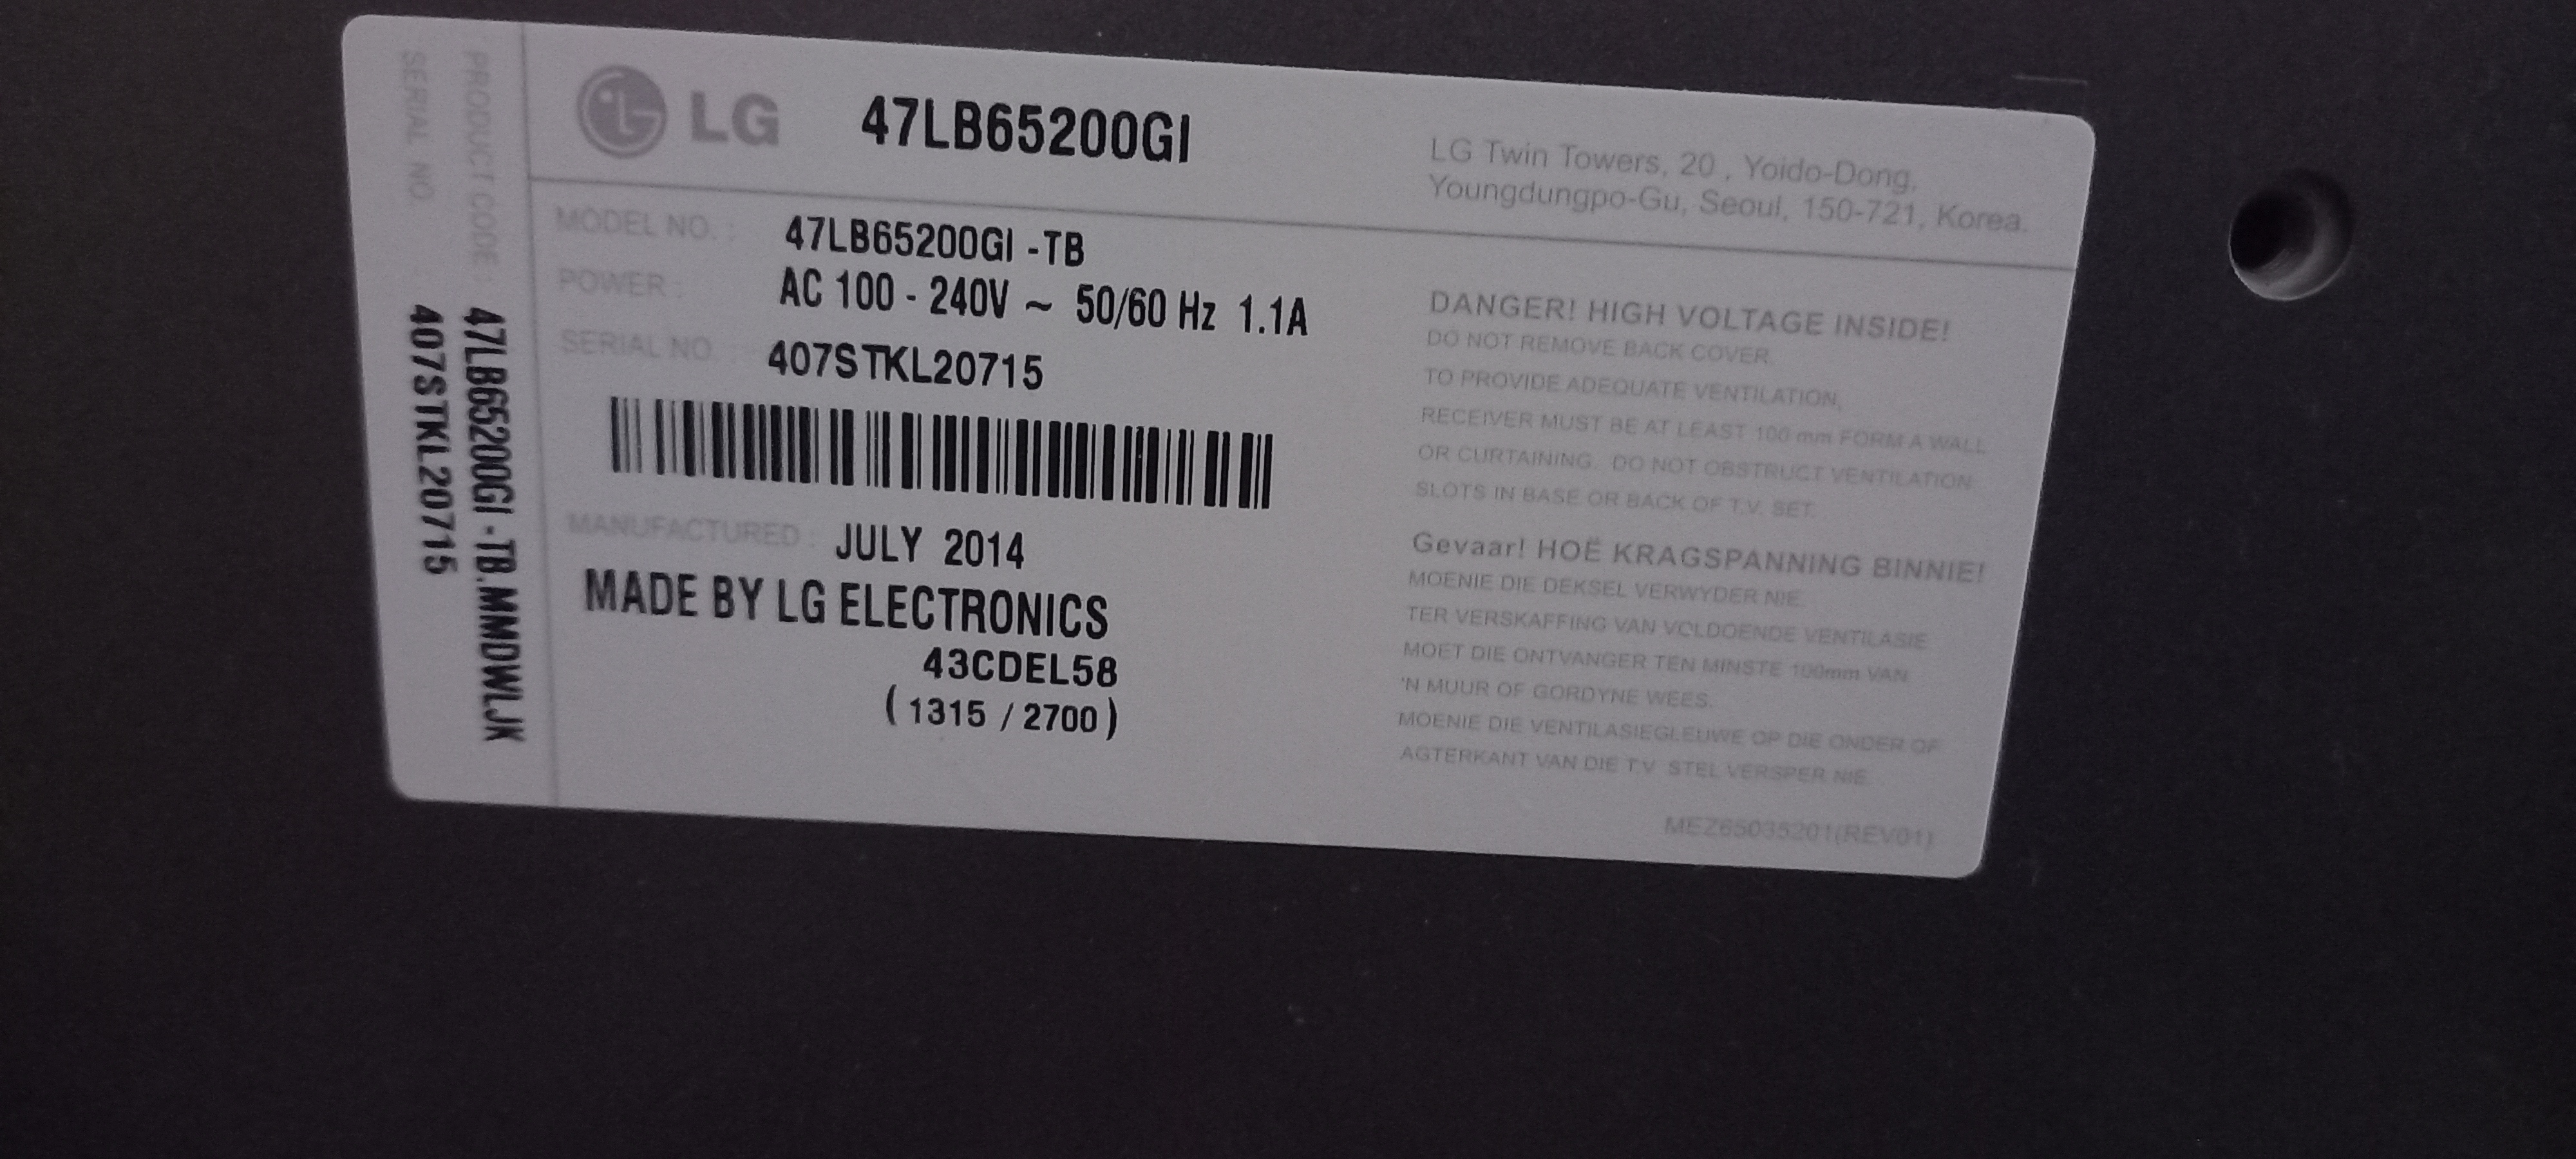 LG 47LB65200GI
LG Twin Towers, 20 , Yoido-Dong,
Youngdungpo-Gu, Seoul, 150-721, Korea.
MODEL NO. : 47LB65200GI -TB
POWER : AC 100 - 240V ~ 50/60 Hz 1.1A
SERIAL NO. 407STKL20715
MANUFACTURED : JULY 2014
MADE BY LG ELECTRONICS
43CDEL58
( 1315 / 2700 )
DANGER! HIGH VOLTAGE INSIDE!
DO NOT REMOVE BACK COVER.
TO PROVIDE ADEQUATE VENTILATION,
RECEIVER MUST BE AT LEAST 100 mm FORM A WALL
OR CURTAINING. DO NOT OBSTRUCT VENTILATION
SLOTS IN BASE OR BACK OF T.V. SET.
Gevaar! HOË KRAGSPANNING BINNIE!
MOENIE DIE DEKSEL VERWYDER NIE.
TER VERSKAFFING VAN VOLDOENDE VENTILASIE
MOET DIE ONTVANGER TEN MINSTE 100mm VAN
'N MUUR OF GORDYNE WEES.
MOENIE DIE VENTILASIEGLEUWE OP DIE ONDER OF
AGTERKANT VAN DIE T.V STEL VERSPER NIE.
MEZ65035201(REV01)
PRODUCT CODE : 47LB65200GI -TB.MMDWLJK
SERIAL NO. 407STKL20715